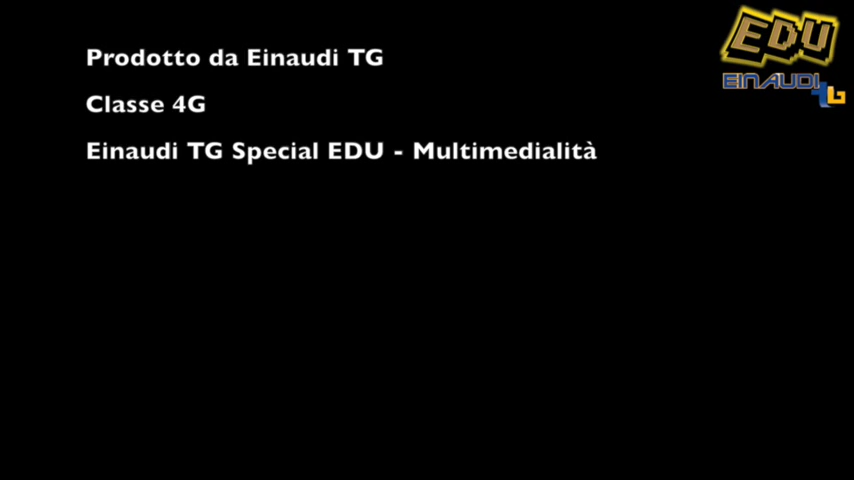 Prodotto da Einaudi TG
Classe 4G
Einaudi TG Special EDU - Multimedialità
EDU
EINAUDI TG